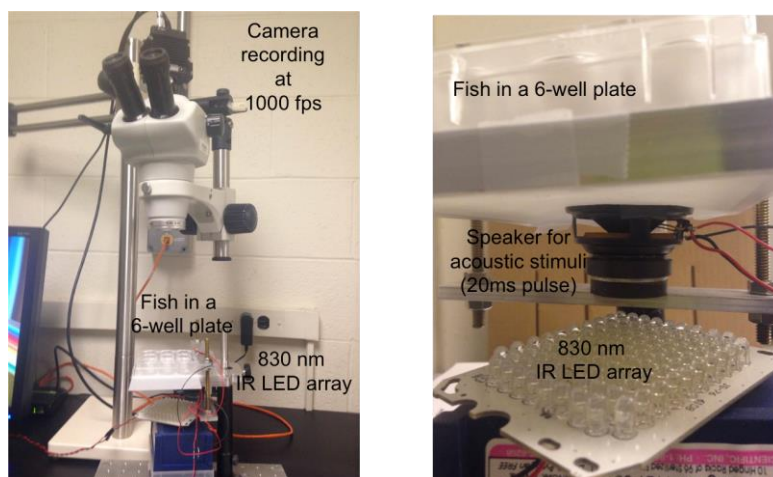 Camera
recording
at
1000 fps
Fish in a
6-well plate
830 nm
IR LED array
Fish in a 6-well plate
Speaker for
acoustic stimuli
(20ms pulse)
830 nm
IR LED array